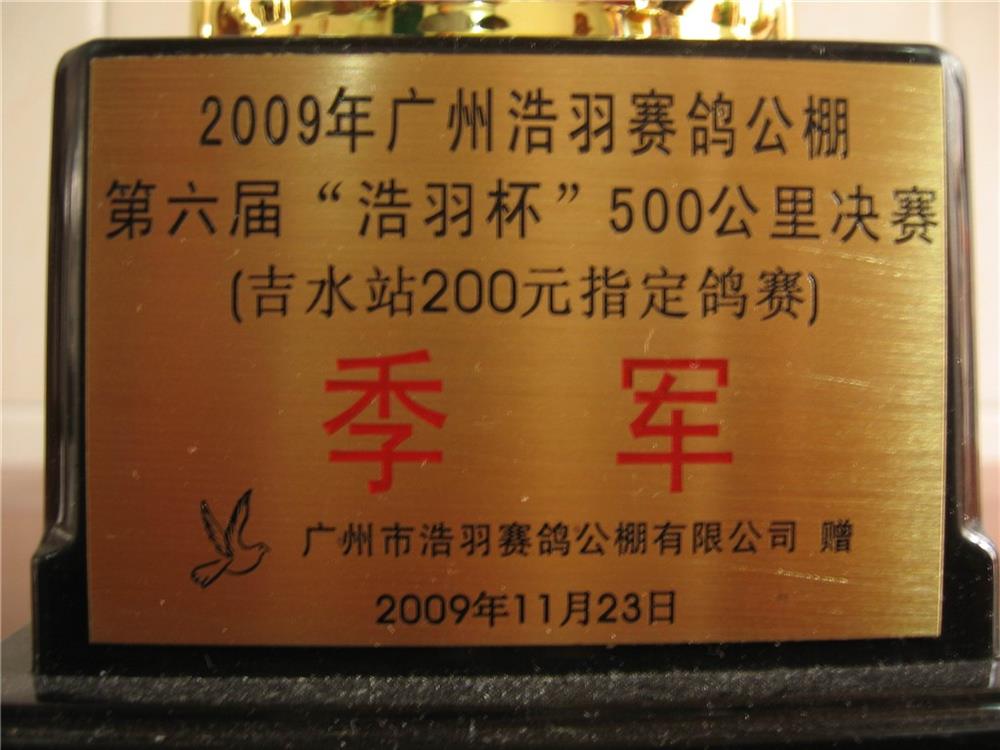 2009年广州浩羽赛鸽公棚
第六届“浩羽杯”500公里决赛
(吉水站200元指定鸽赛)
季 军
广州市浩羽赛鸽公棚有限公司 赠
2009年11月23日